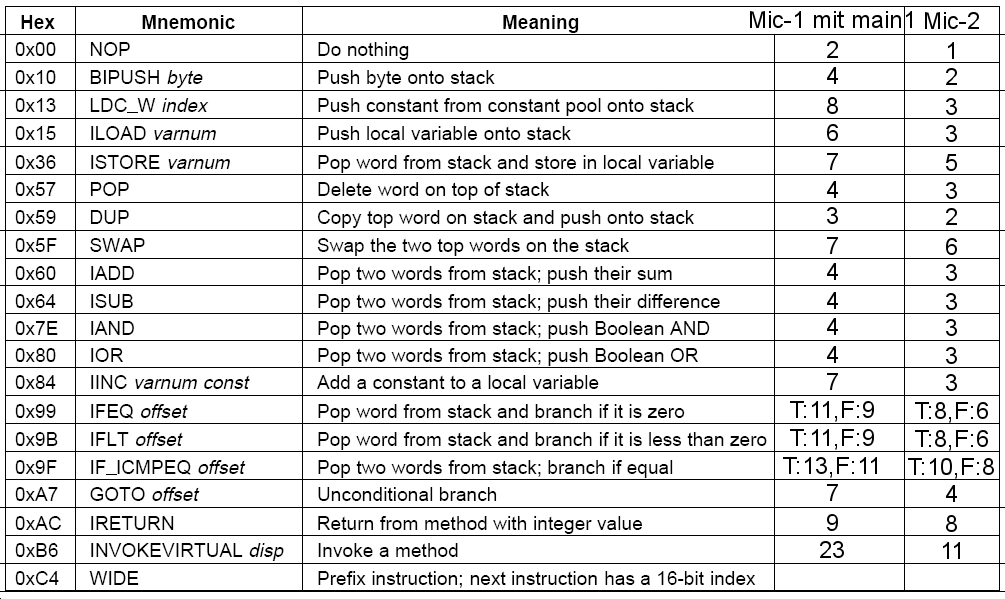 Hex Mnemonic Meaning Mic-1 mit main1 Mic-2
0x00 NOP Do nothing 2 1
0x10 BIPUSH byte Push byte onto stack 4 2
0x13 LDC_W index Push constant from constant pool onto stack 8 3
0x15 ILOAD varnum Push local variable onto stack 6 3
0x36 ISTORE varnum Pop word from stack and store in local variable 7 5
0x57 POP Delete word on top of stack 4 3
0x59 DUP Copy top word on stack and push onto stack 3 2
0x5F SWAP Swap the two top words on the stack 7 6
0x60 IADD Pop two words from stack; push their sum 4 3
0x64 ISUB Pop two words from stack; push their difference 4 3
0x7E IAND Pop two words from stack; push Boolean AND 4 3
0x80 IOR Pop two words from stack; push Boolean OR 4 3
0x84 IINC varnum const Add a constant to a local variable 7 3
0x99 IFEQ offset Pop word from stack and branch if it is zero T:11,F:9 T:8,F:6
0x9B IFLT offset Pop word from stack and branch if it is less than zero T:11,F:9 T:8,F:6
0x9F IF_ICMPEQ offset Pop two words from stack; branch if equal T:13,F:11 T:10,F:8
0xA7 GOTO offset Unconditional branch 7 4
0xAC IRETURN Return from method with integer value 9 8
0xB6 INVOKEVIRTUAL disp Invoke a method 23 11
0xC4 WIDE Prefix instruction; next instruction has a 16-bit index